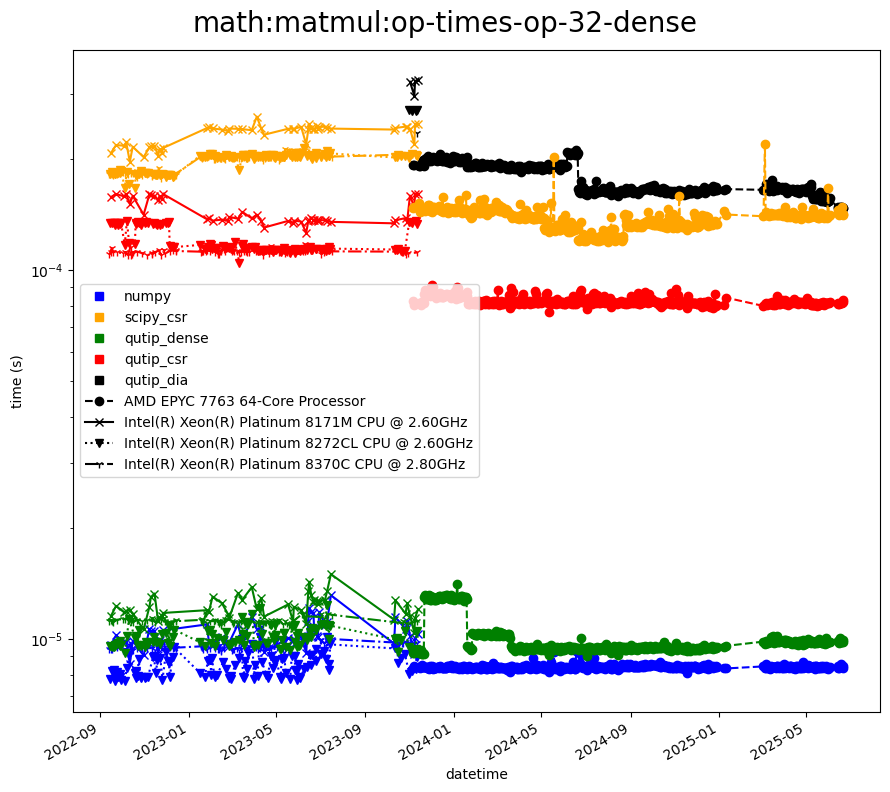 math:matmul:op-times-op-32-dense
time (s)
10⁻⁴
10⁻⁵
numpy
scipy_csr
qutip_dense
qutip_csr
qutip_dia
AMD EPYC 7763 64-Core Processor
Intel(R) Xeon(R) Platinum 8171M CPU @ 2.60GHz
Intel(R) Xeon(R) Platinum 8272CL CPU @ 2.60GHz
Intel(R) Xeon(R) Platinum 8370C CPU @ 2.80GHz
2022-09 2023-01 2023-05 2023-09 2024-01 2024-05 2024-09 2025-01 2025-05
datetime